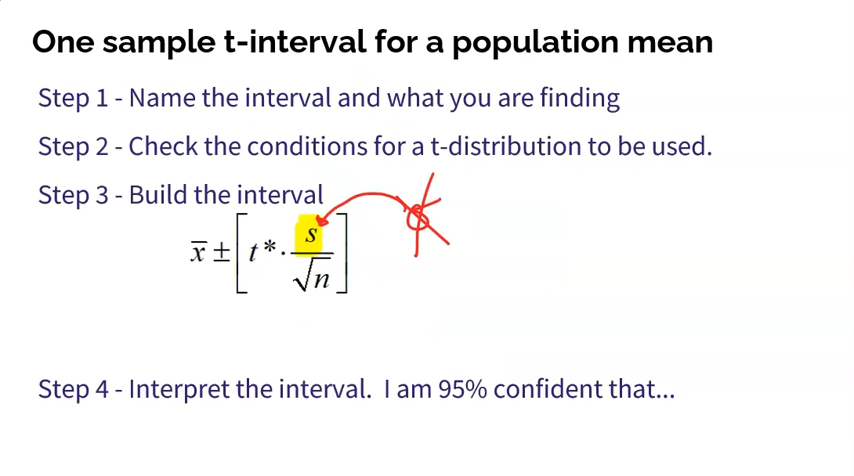 One sample t-interval for a population mean
Step 1 - Name the interval and what you are finding
Step 2 - Check the conditions for a t-distribution to be used.
Step 3 - Build the interval
x̅ ± [ t* · s / √n ]
Step 4 - Interpret the interval.  I am 95% confident that...